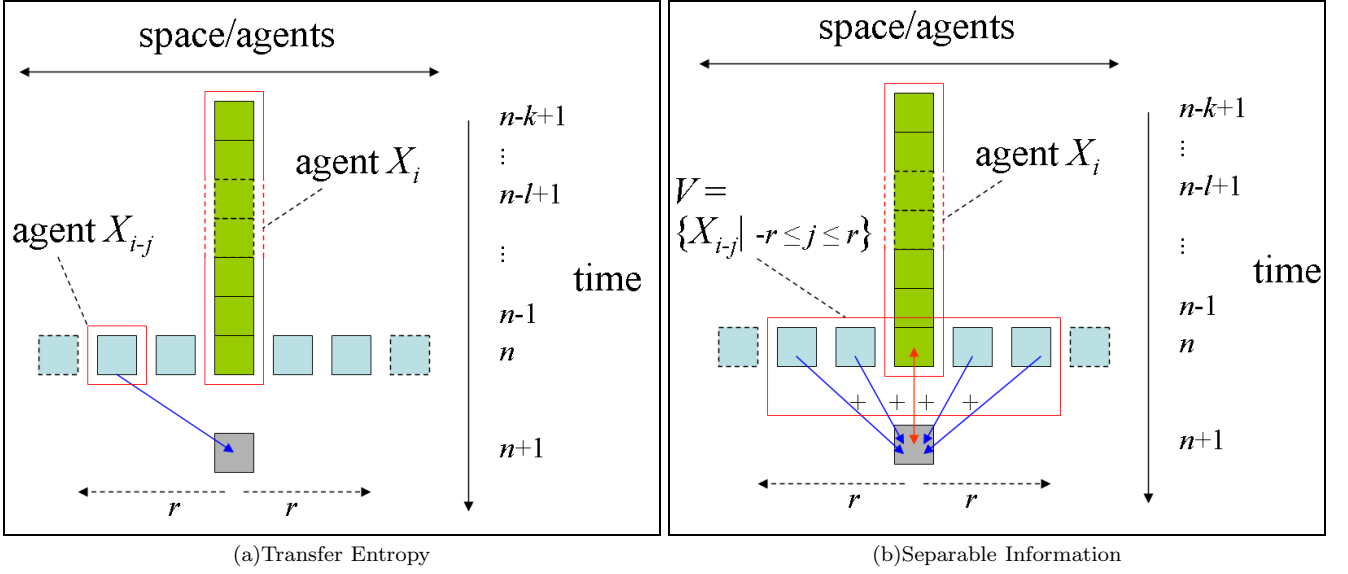 space/agents
n-k+1
⋮
agent X_i
n-l+1
agent X_{i-j}
⋮
time
n-1
n
n+1
r r
(a)Transfer Entropy
space/agents
n-k+1
⋮
agent X_i
n-l+1
V =
{X_{i-j}| -r ≤ j ≤ r}
⋮
time
n-1
n
+ + + +
n+1
r r
(b)Separable Information